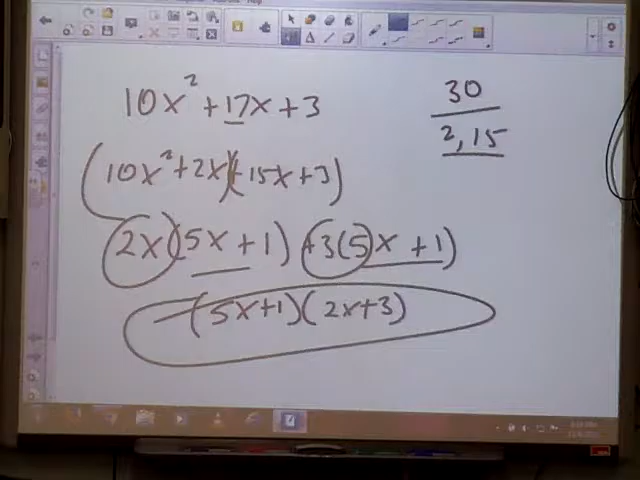 10x² + 17x + 3
30
2, 15
(10x² + 2x)(+15x + 3)
2x(5x + 1) + 3(5x + 1)
(5x+1)(2x+3)